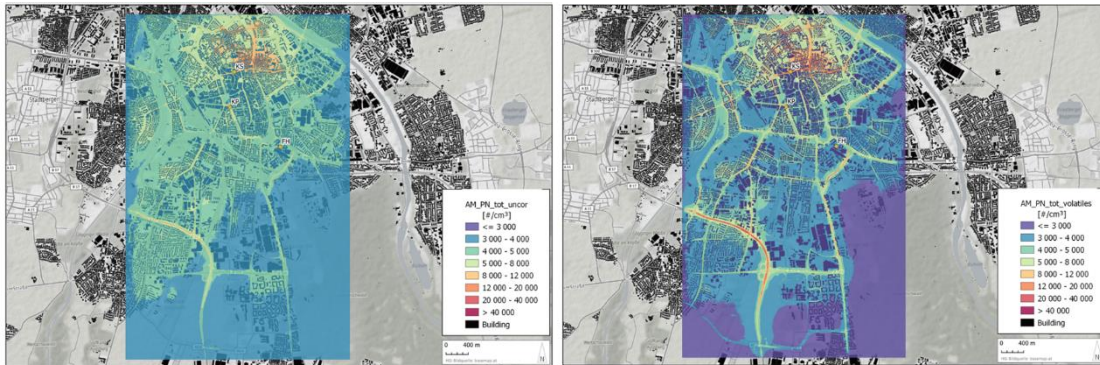 KS
KP
FH
AM_PN_tot_uncor
[#/cm³]
<= 3 000
3 000 - 4 000
4 000 - 5 000
5 000 - 8 000
8 000 - 12 000
12 000 - 20 000
20 000 - 40 000
> 40 000
Building
0 400 m
N
KS
KP
FH
AM_PN_tot_volatiles
[#/cm³]
<= 3 000
3 000 - 4 000
4 000 - 5 000
5 000 - 8 000
8 000 - 12 000
12 000 - 20 000
20 000 - 40 000
> 40 000
Building
0 400 m
N